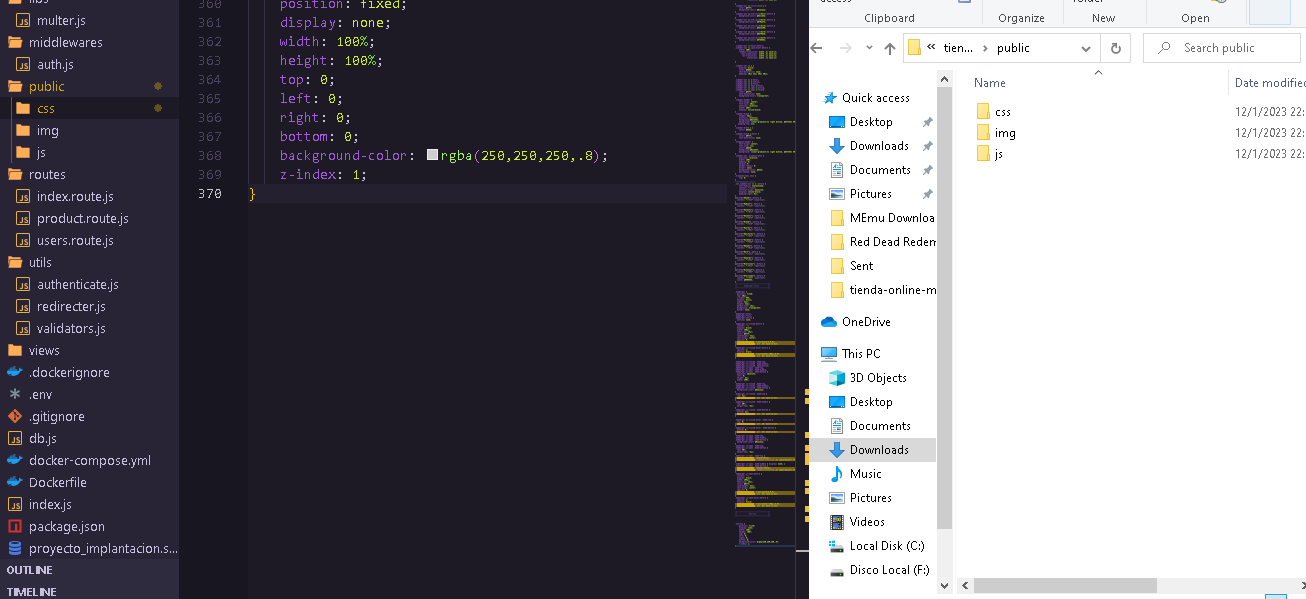 libs
multer.js
middlewares
auth.js
public
css
img
js
routes
index.route.js
product.route.js
users.route.js
utils
authenticate.js
redirecter.js
validators.js
views
.dockerignore
.env
.gitignore
db.js
docker-compose.yml
Dockerfile
index.js
package.json
proyecto_implantacion.s...
OUTLINE
TIMELINE
360 position: fixed;
361 display: none;
362 width: 100%;
363 height: 100%;
364 top: 0;
365 left: 0;
366 right: 0;
367 bottom: 0;
368 background-color: rgba(250,250,250,.8);
369 z-index: 1;
370 }
access
folder
Clipboard
Organize
New
Open
« tien... › public
Search public
Name
Date modified
css 12/1/2023 22:
img 12/1/2023 22:
js 12/1/2023 22:
Quick access
Desktop
Downloads
Documents
Pictures
MEmu Downloa
Red Dead Redem
Sent
tienda-online-m
OneDrive
This PC
3D Objects
Desktop
Documents
Downloads
Music
Pictures
Videos
Local Disk (C:)
Disco Local (F:)